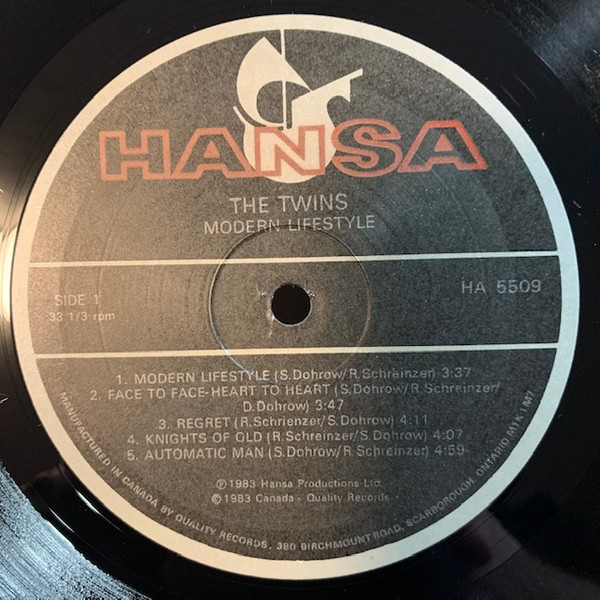 HANSA
THE TWINS
MODERN LIFESTYLE
SIDE 1
33 1/3 rpm
HA 5509
1. MODERN LIFESTYLE (S.Dohrow/R.Schreinzer) 3:37
2. FACE TO FACE-HEART TO HEART (S.Dohrow/R.Schreinzer/
D.Dohrow) 3:47
3. REGRET (R.Schrienzer/S.Dohrow) 4:11
4. KNIGHTS OF OLD (R.Schreinzer/S.Dohrow) 4:07
5. AUTOMATIC MAN (S.Dohrow/R.Schreinzer) 4:59
℗1983 Hansa Productions Ltd.
©1983 Canada - Quality Records
MANUFACTURED IN CANADA BY QUALITY RECORDS, 380 BIRCHMOUNT ROAD, SCARBOROUGH, ONTARIO M1K 1M7